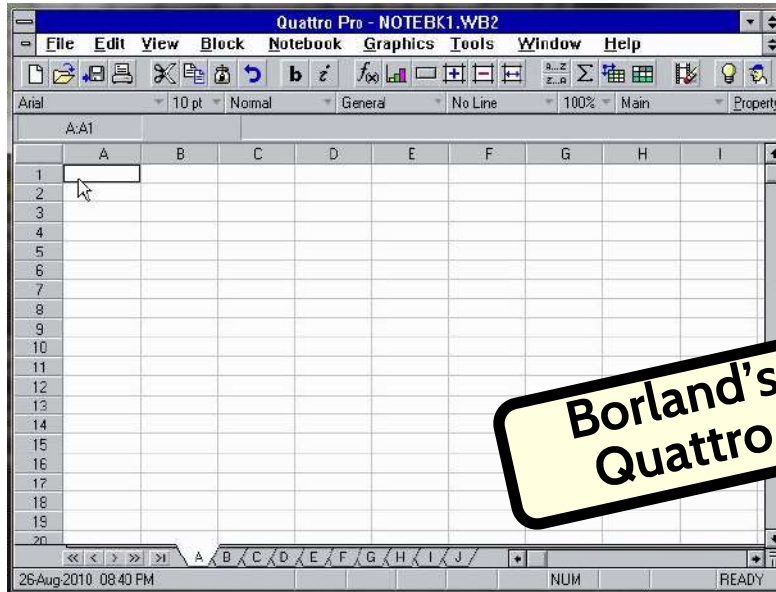 Quattro Pro - NOTEBK1.WB2
File Edit View Block Notebook Graphics Tools Window Help
b i f(x) A...Z Z...A Σ
Arial 10 pt Normal General No Line 100% Main Property
A:A1
A B C D E F G H I
1
2
3
4
5
6
7
8
9
10
11
12
13
14
15
16
17
18
19
20
Borland's
Quattro
A B C D E F G H I J
26-Aug-2010 08:40 PM NUM READY